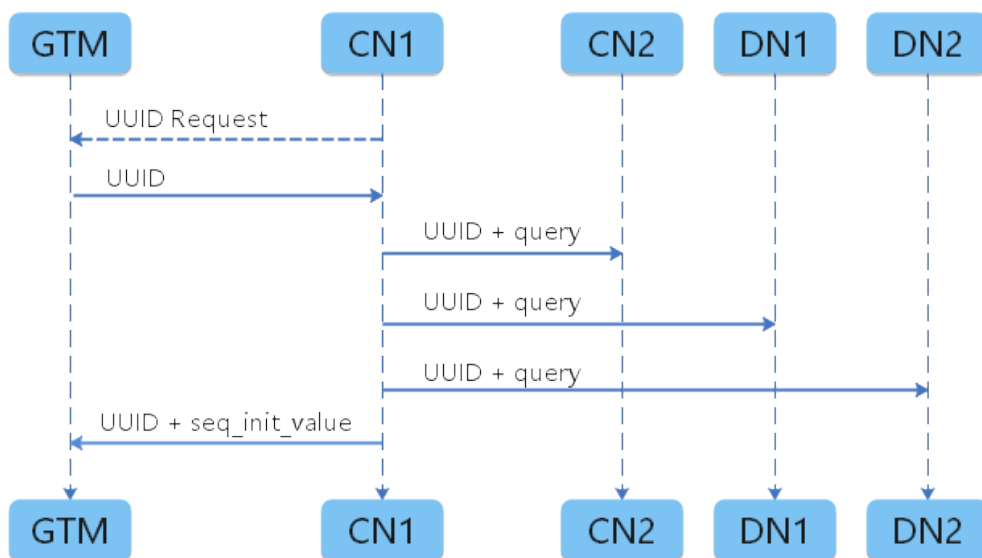 GTM CN1 CN2 DN1 DN2
UUID Request
UUID
UUID + query
UUID + query
UUID + query
UUID + seq_init_value
GTM CN1 CN2 DN1 DN2